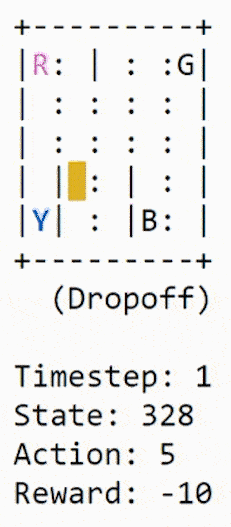 +---------+
|R: | : :G|
| : : : : |
| : : : : |
| | : | : |
|Y| : |B: |
+---------+
(Dropoff)
Timestep: 1
State: 328
Action: 5
Reward: -10